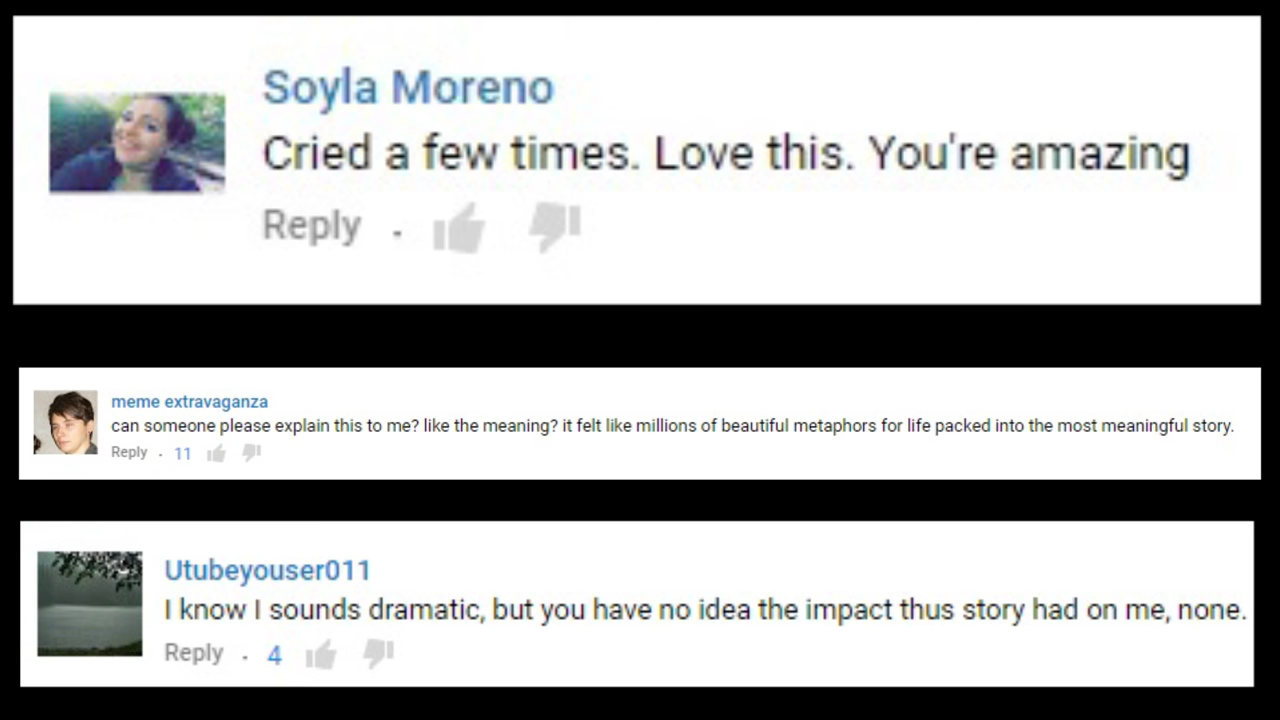 Soyla Moreno
Cried a few times. Love this. You're amazing
Reply .
meme extravaganza
can someone please explain this to me? like the meaning? it felt like millions of beautiful metaphors for life packed into the most meaningful story.
Reply . 11
Utubeyouser011
I know I sounds dramatic, but you have no idea the impact thus story had on me, none.
Reply . 4